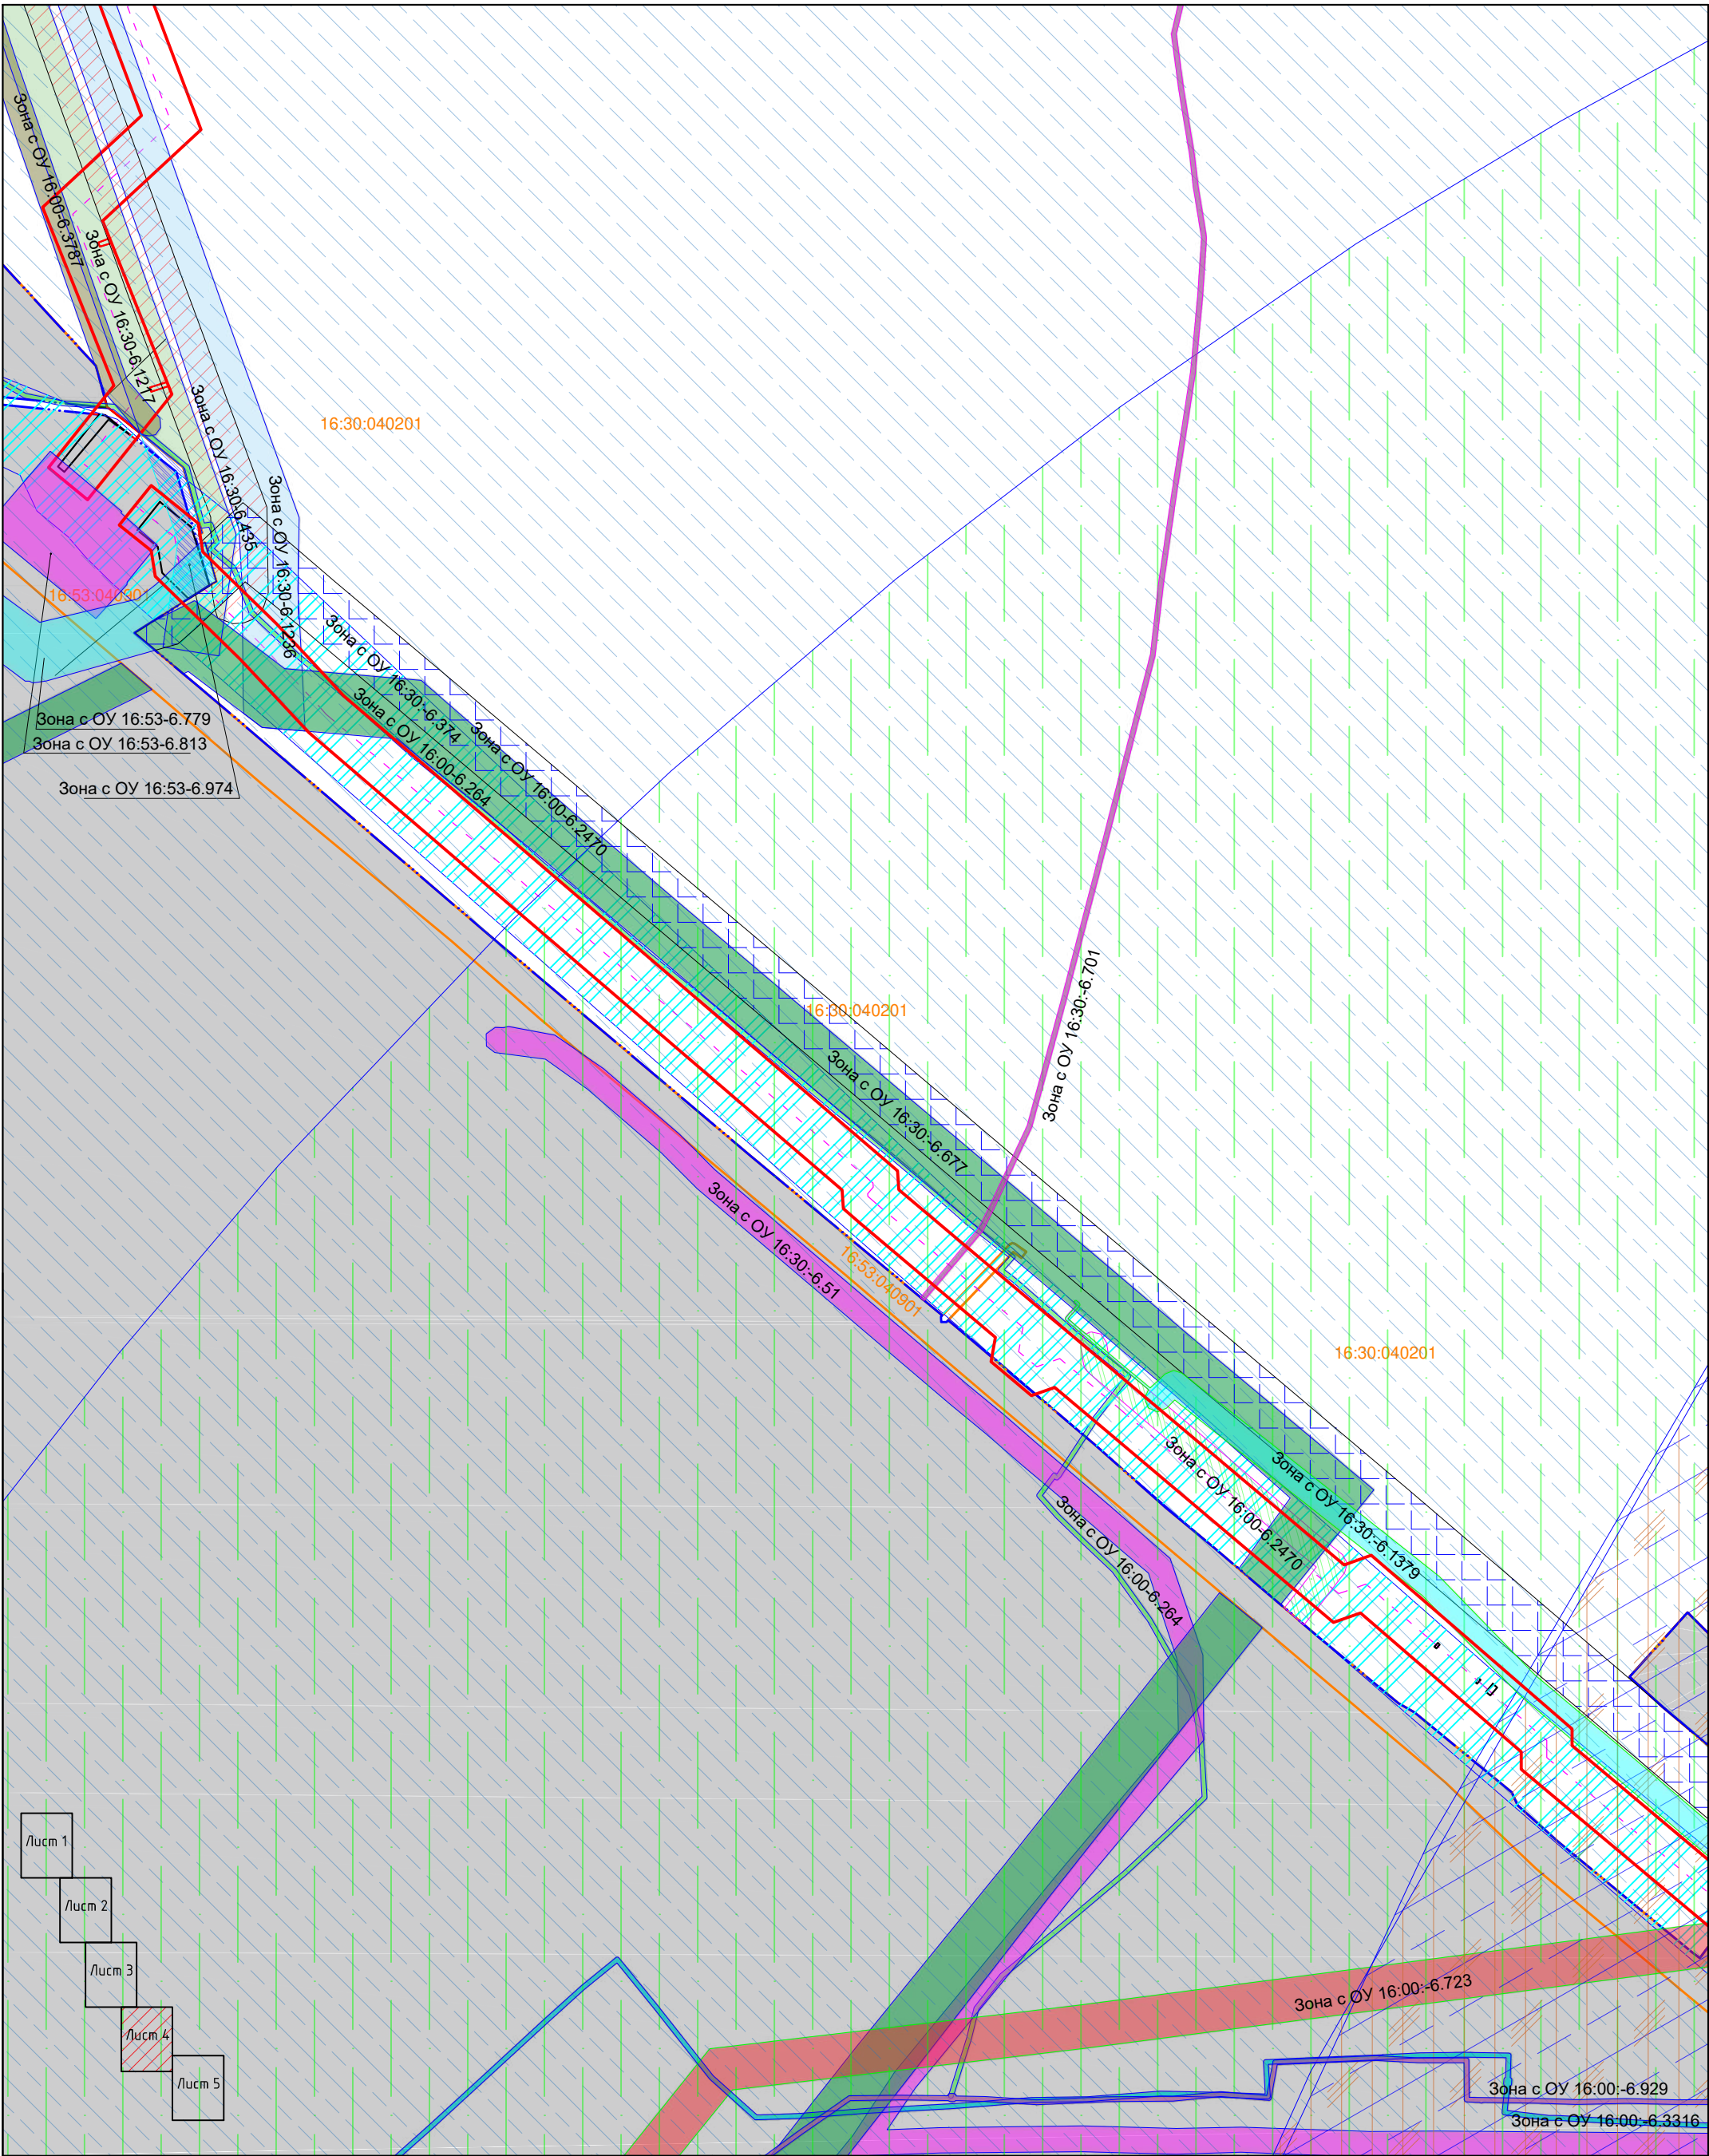 Зона с ОУ 16:00-6.3787
Зона с ОУ 16:30-6.1217
Зона с ОУ 16:30-6.435
16:30:040201
Зона с ОУ 16:30-6.1236
16:53:040901
Зона с ОУ 16:30:-6.374
Зона с ОУ 16:00-6.264
Зона с ОУ 16:00-6.2470
Зона с ОУ 16:53-6.779
Зона с ОУ 16:53-6.813
Зона с ОУ 16:53-6.974
16:30:040201
Зона с ОУ 16:30:-6.701
Зона с ОУ 16:30:-6.677
Зона с ОУ 16:30:-6.51
16:53:040901
16:30:040201
Зона с ОУ 16:00-6.2470
Зона с ОУ 16:30:-6.1379
Зона с ОУ 16:00-6.264
Лист 1
Лист 2
Лист 3
Лист 4
Лист 5
Зона с ОУ 16:00:-6.723
Зона с ОУ 16:00:-6.929
Зона с ОУ 16:00:-6.3316